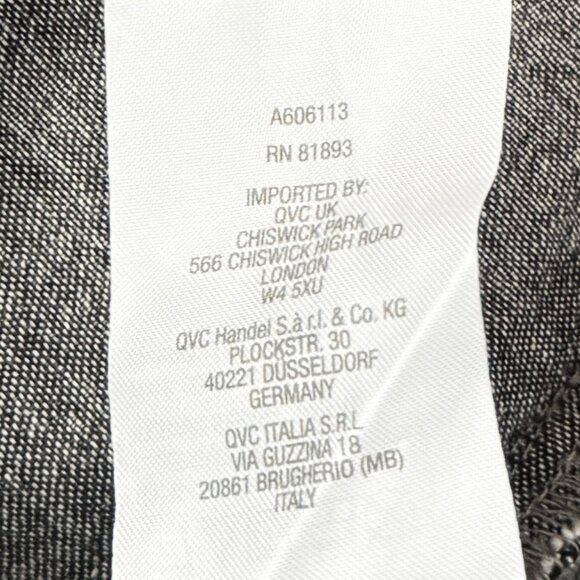 A606113
RN 81893
IMPORTED BY:
QVC UK
CHISWICK PARK
566 CHISWICK HIGH ROAD
LONDON
W4 5XU
QVC Handel S.à r.l. & Co. KG
PLOCKSTR. 30
40221 DÜSSELDORF
GERMANY
QVC ITALIA S.R.L
VIA GUZZINA 18
20861 BRUGHERIO (MB)
ITALY